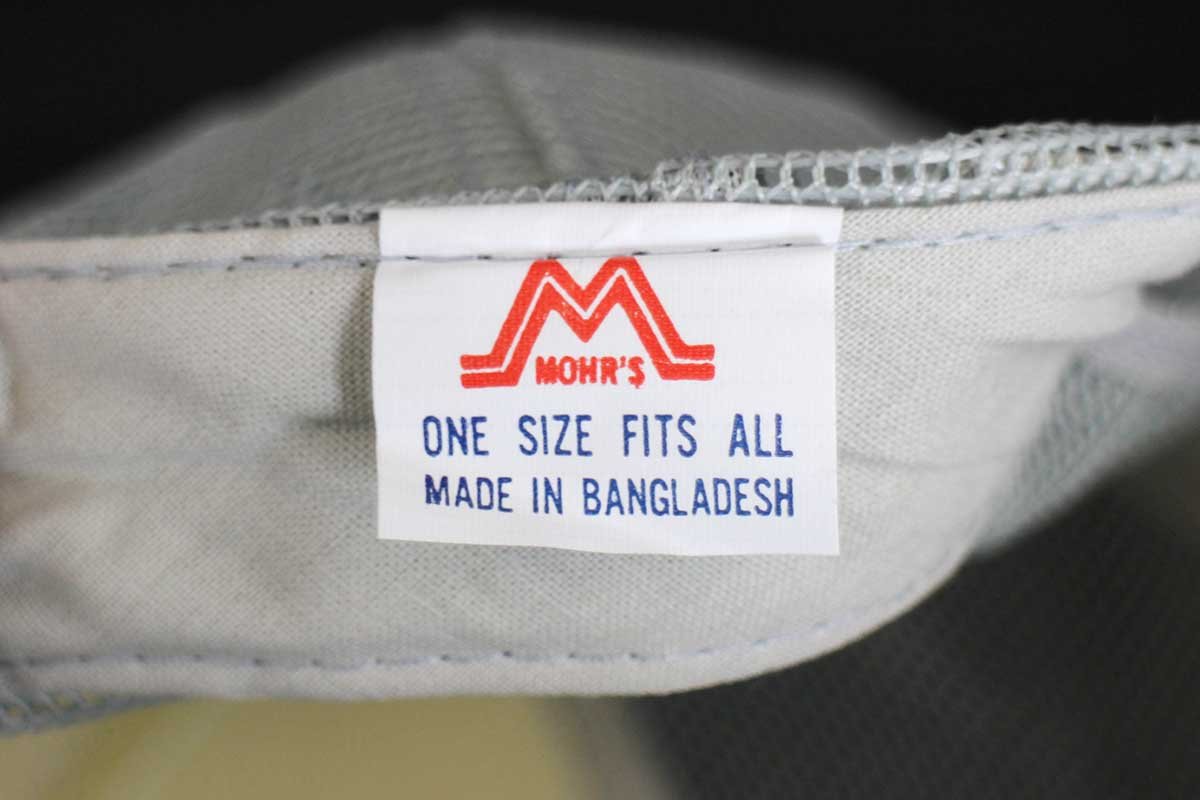 MOHR'S
ONE SIZE FITS ALL
MADE IN BANGLADESH